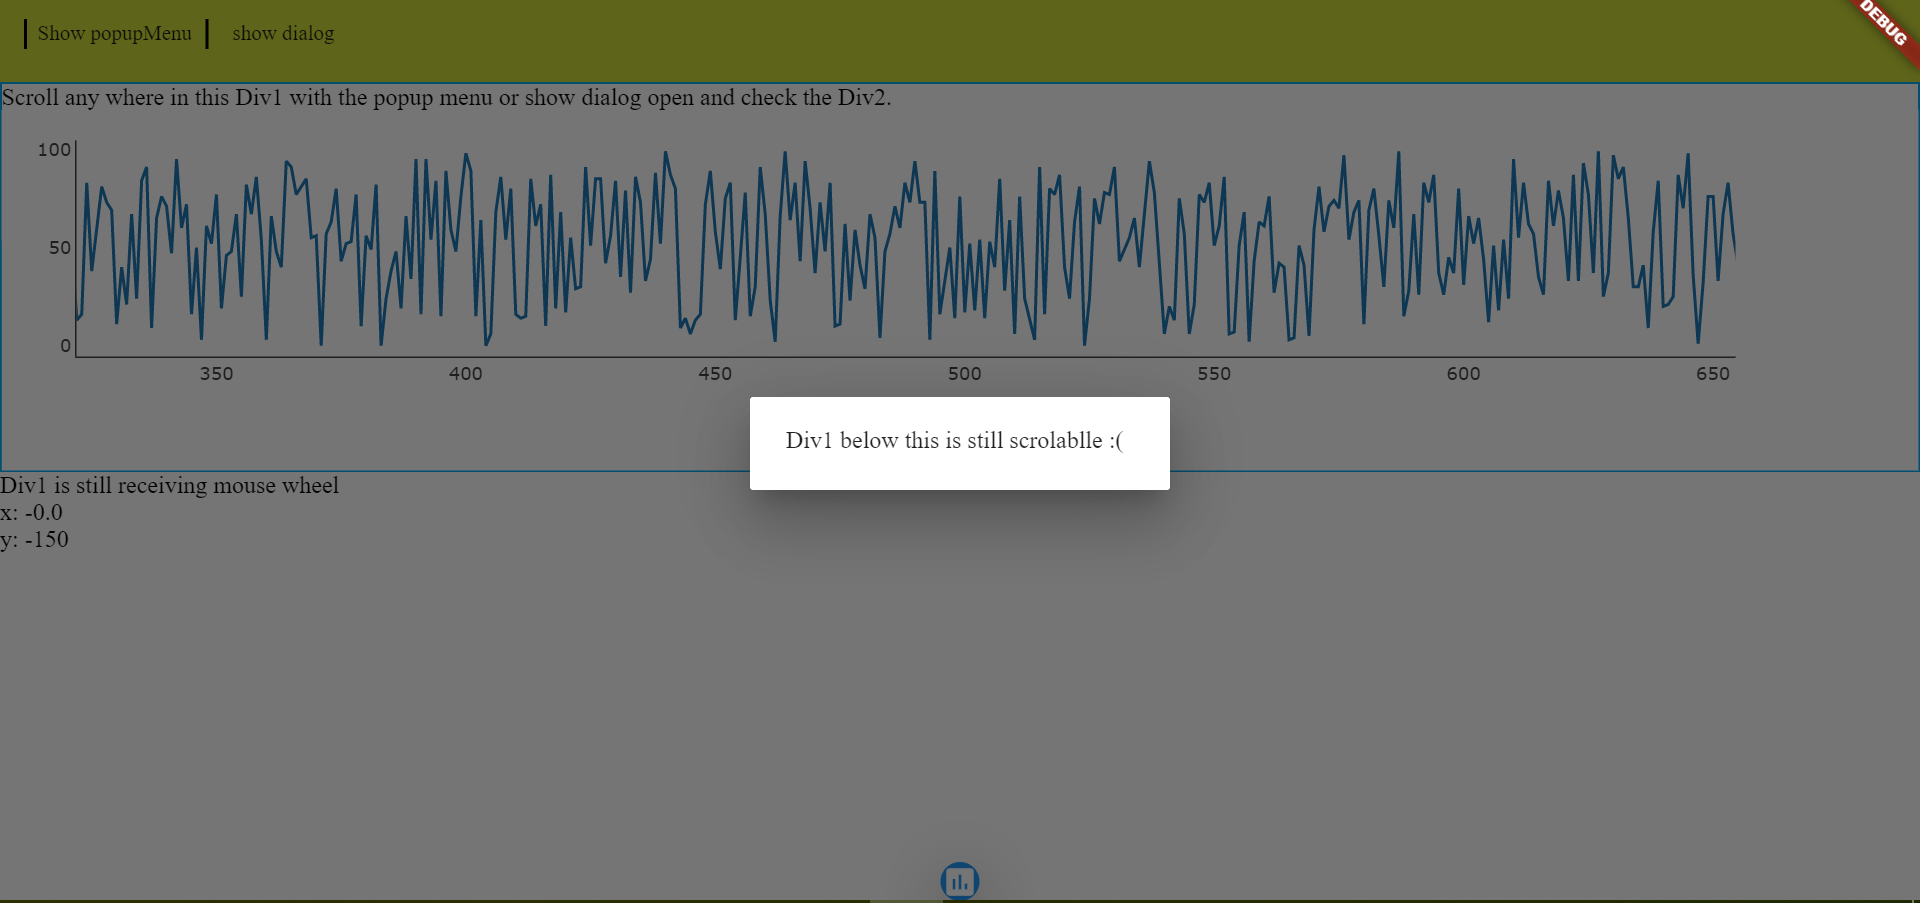 Show popupMenu show dialog
DEBUG
Scroll any where in this Div1 with the popup menu or show dialog open and check the Div2.
100
50
0
350 400 450 500 550 600 650
Div1 below this is still scrolablle :(
Div1 is still receiving mouse wheel
x: -0.0
y: -150